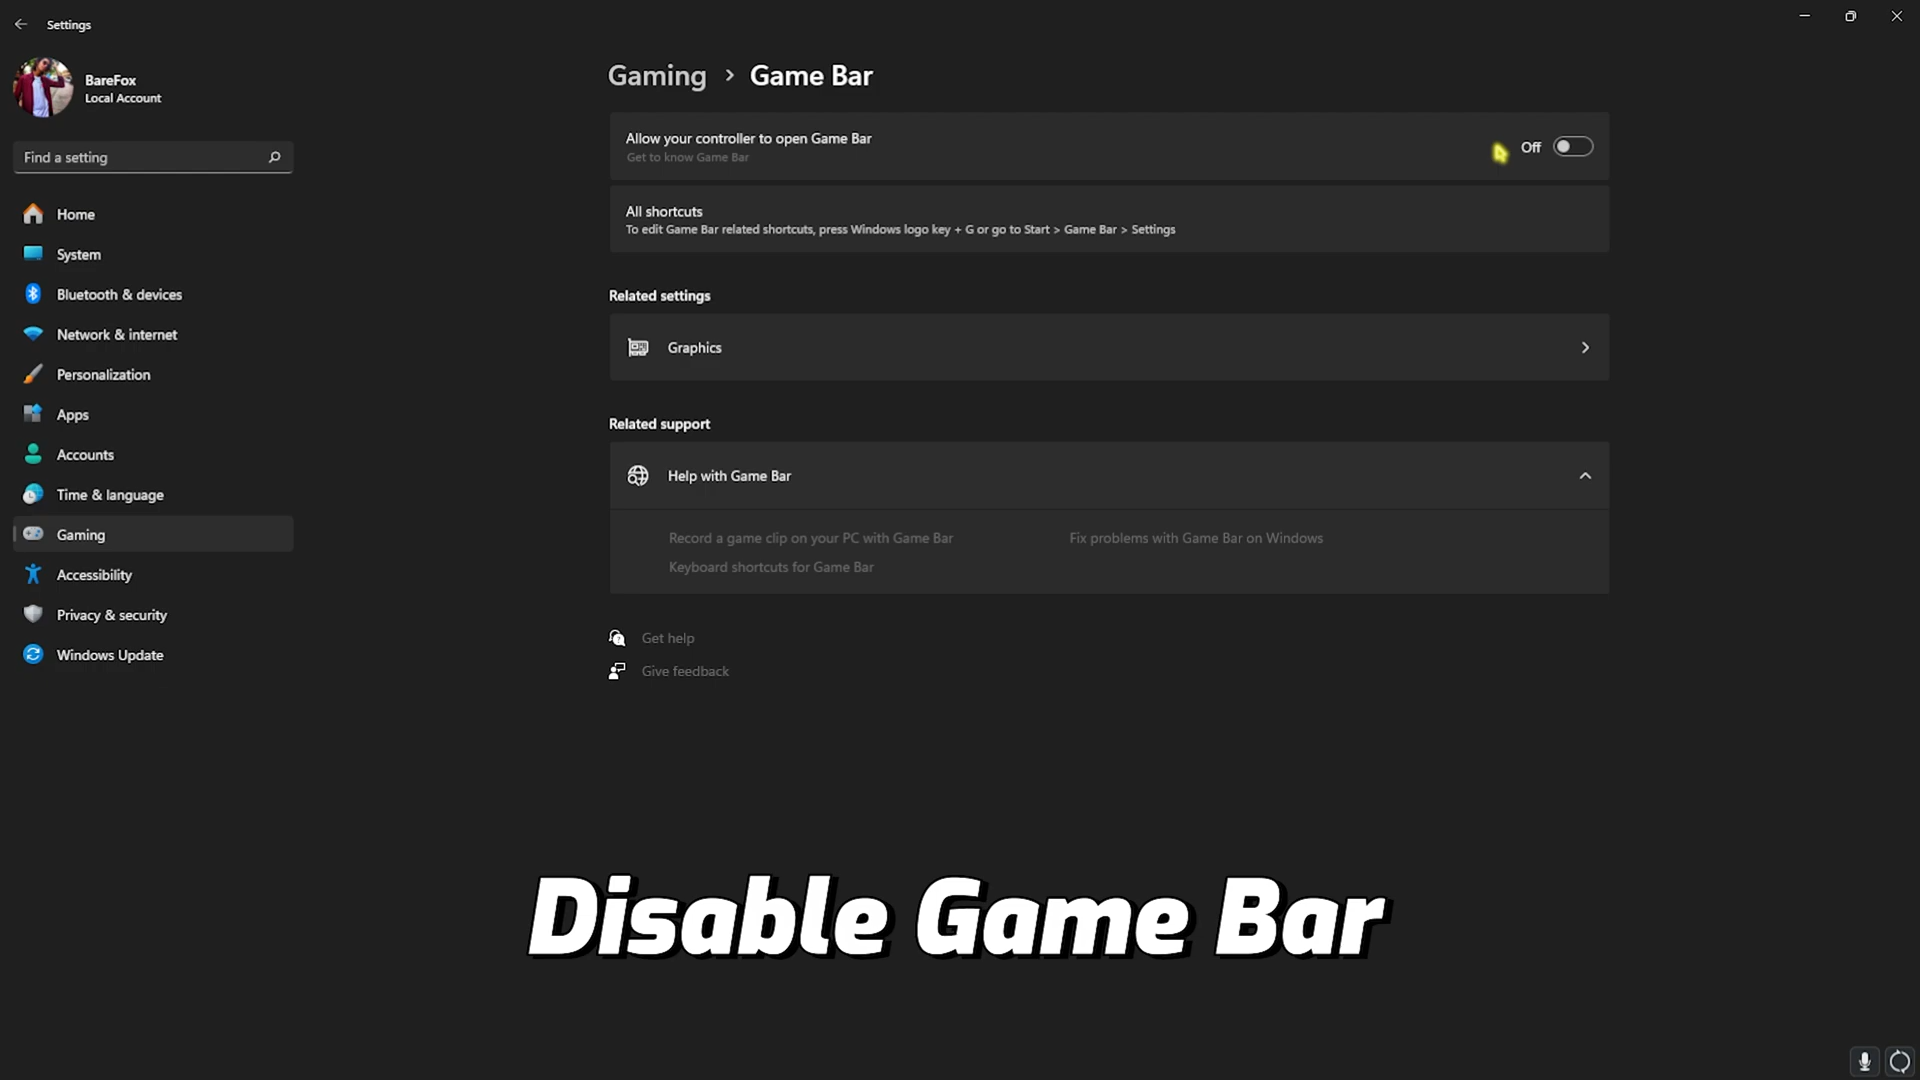 Settings
BareFox
Local Account
Find a setting
Home
System
Bluetooth & devices
Network & internet
Personalization
Apps
Accounts
Time & language
Gaming
Accessibility
Privacy & security
Windows Update
Gaming > Game Bar
Allow your controller to open Game Bar
Get to know Game Bar
Off
All shortcuts
To edit Game Bar related shortcuts, press Windows logo key + G or go to Start > Game Bar > Settings
Related settings
Graphics
Related support
Help with Game Bar
Record a game clip on your PC with Game Bar
Fix problems with Game Bar on Windows
Keyboard shortcuts for Game Bar
Get help
Give feedback
Disable Game Bar